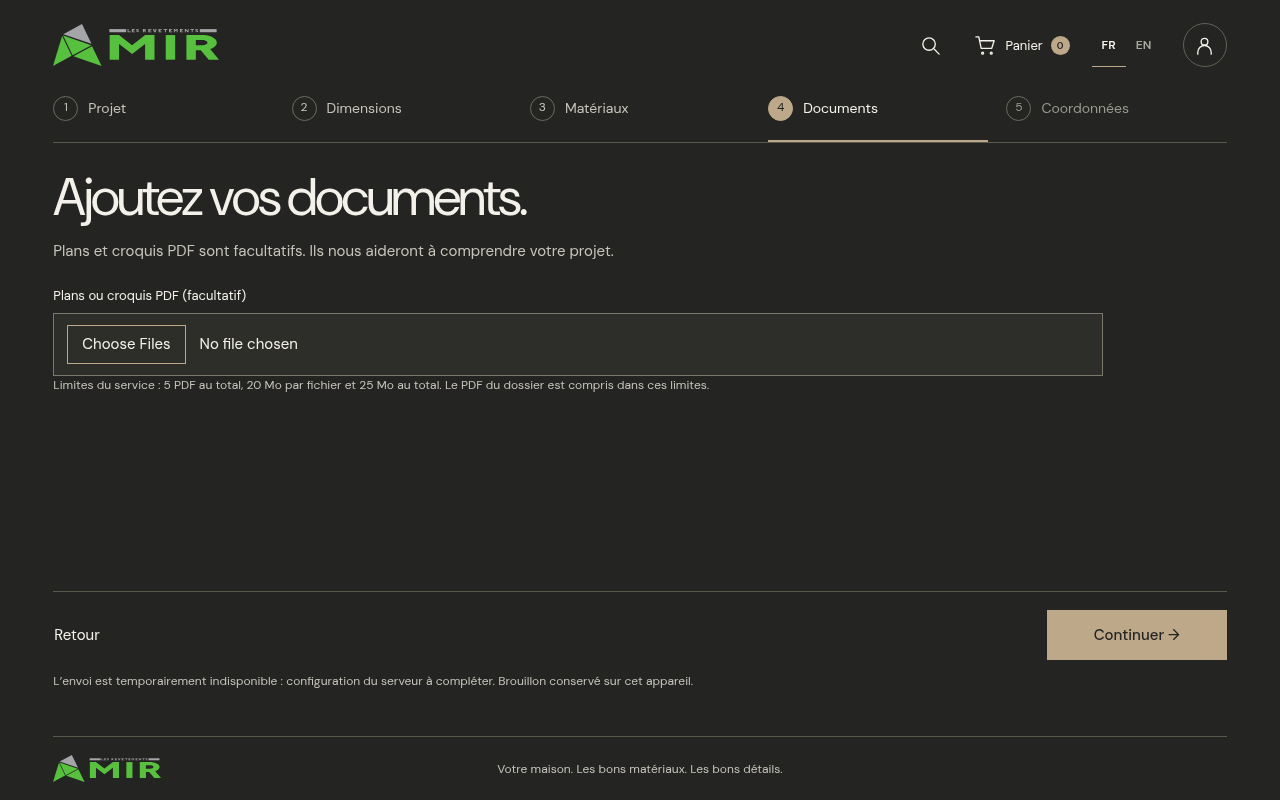 LES REVETEMENTS
MIR
Panier 0
FR EN
1 Projet
2 Dimensions
3 Matériaux
4 Documents
5 Coordonnées
Ajoutez vos documents.
Plans et croquis PDF sont facultatifs. Ils nous aideront à comprendre votre projet.
Plans ou croquis PDF (facultatif)
Choose Files No file chosen
Limites du service : 5 PDF au total, 20 Mo par fichier et 25 Mo au total. Le PDF du dossier est compris dans ces limites.
Retour
Continuer →
L’envoi est temporairement indisponible : configuration du serveur à compléter. Brouillon conservé sur cet appareil.
LES REVETEMENTS
MIR
Votre maison. Les bons matériaux. Les bons détails.